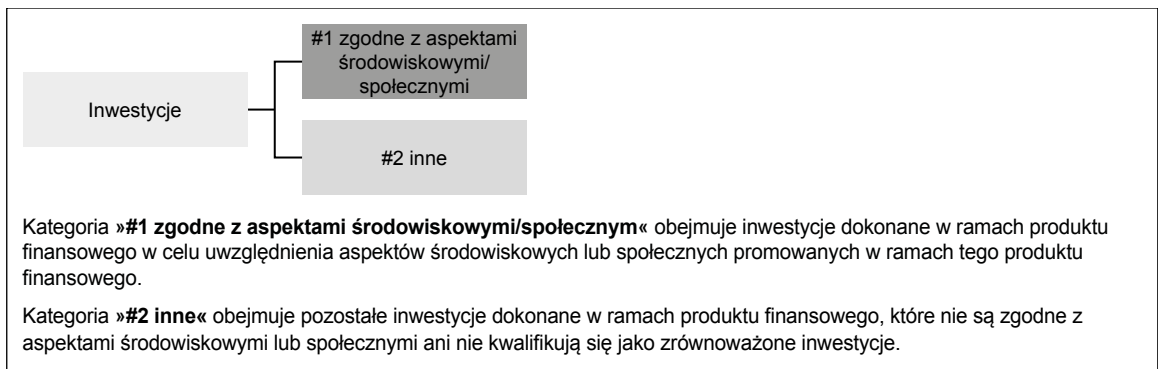 #1 zgodne z aspektami
środowiskowymi/
społecznymi
Inwestycje
#2 inne
Kategoria »#1 zgodne z aspektami środowiskowymi/społecznym« obejmuje inwestycje dokonane w ramach produktu
finansowego w celu uwzględnienia aspektów środowiskowych lub społecznych promowanych w ramach tego produktu
finansowego.
Kategoria »#2 inne« obejmuje pozostałe inwestycje dokonane w ramach produktu finansowego, które nie są zgodne z
aspektami środowiskowymi lub społecznymi ani nie kwalifikują się jako zrównoważone inwestycje.